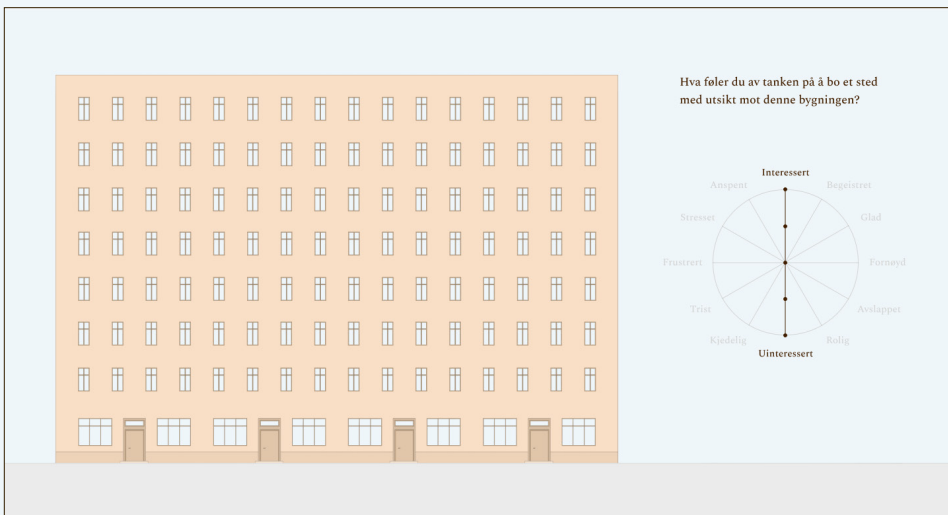 Hva føler du av tanken på å bo et sted
med utsikt mot denne bygningen?
Interessert
Anspent
Begeistret
Stresset
Glad
Frustrert
Fornøyd
Trist
Avslappet
Kjedelig
Rolig
Uinteressert